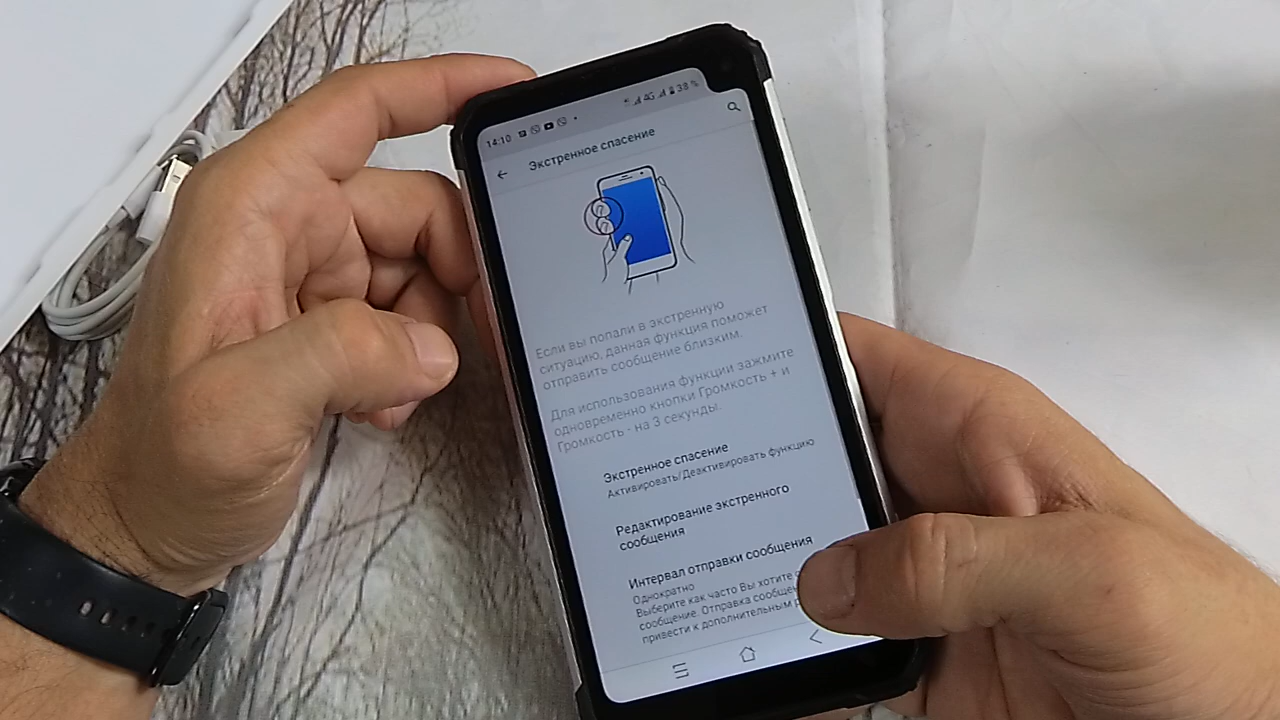 14:10
4G 38 %
Экстренное спасение
Если вы попали в экстренную
ситуацию, данная функция поможет
отправить сообщение близким.
Для использования функции зажмите
одновременно кнопки Громкость + и
Громкость - на 3 секунды.
Экстренное спасение
Активировать/Деактивировать функцию
Редактирование экстренного
сообщения
Интервал отправки сообщения
Однократно
Выберите как часто Вы хотите
сообщение. Отправка
привести к дополнительным